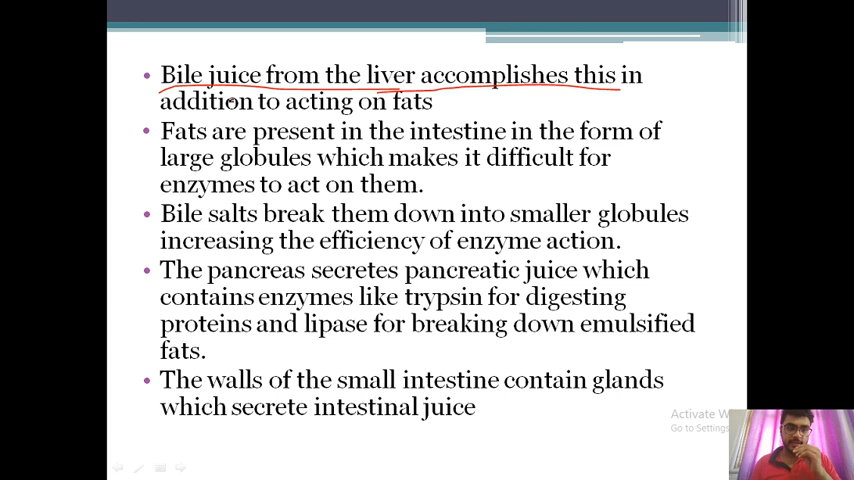 • Bile juice from the liver accomplishes this in
addition to acting on fats
• Fats are present in the intestine in the form of
large globules which makes it difficult for
enzymes to act on them.
• Bile salts break them down into smaller globules
increasing the efficiency of enzyme action.
• The pancreas secretes pancreatic juice which
contains enzymes like trypsin for digesting
proteins and lipase for breaking down emulsified
fats.
• The walls of the small intestine contain glands
which secrete intestinal juice
Activate W
Go to Settings